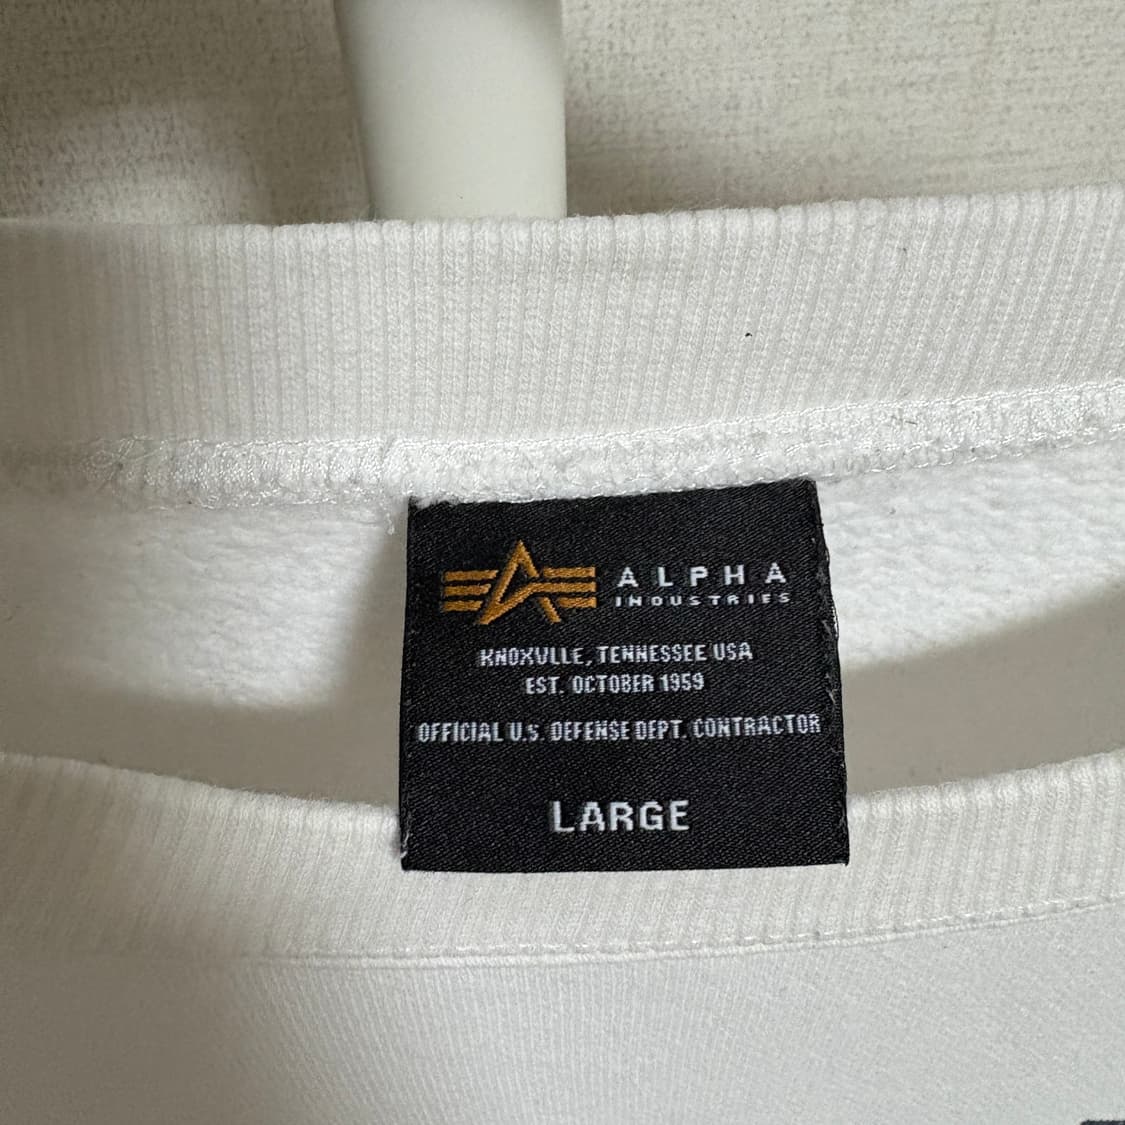 ALPHA
INDUSTRIES
KNOXVLLE, TENNESSEE USA
EST. OCTOBER 1959
OFFICIAL U.S. DEFENSE DEPT. CONTRACTOR
LARGE